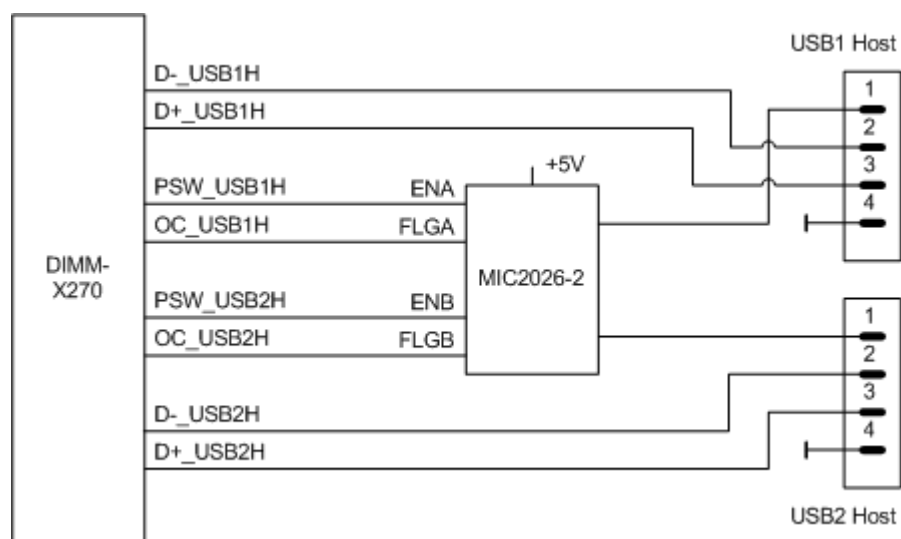 USB1 Host
D-_USB1H
1
D+_USB1H
2
+5V
3
PSW_USB1H ENA
4
OC_USB1H FLGA
DIMM-
X270
MIC2026-2
PSW_USB2H ENB
1
OC_USB2H FLGB
2
3
D-_USB2H
4
D+_USB2H
USB2 Host